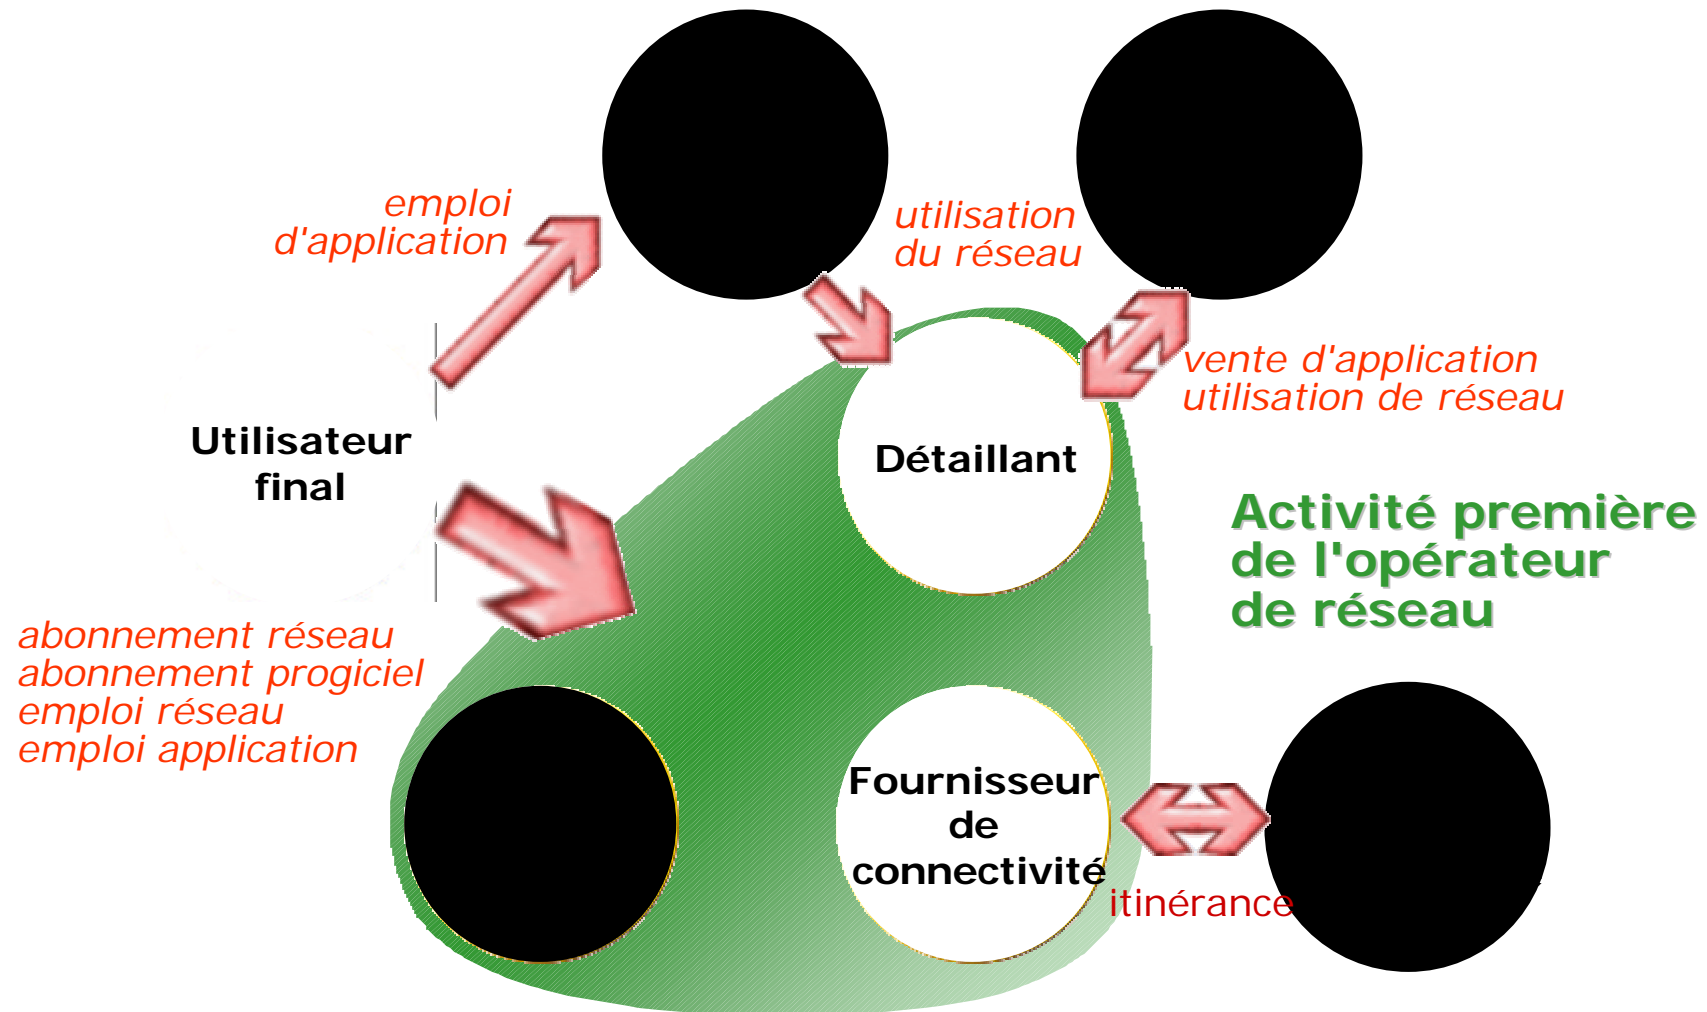 emploi
d'application
utilisation
du réseau
vente d'application
utilisation de réseau
Utilisateur
final
Détaillant
Activité première
de l'opérateur
de réseau
abonnement réseau
abonnement progiciel
emploi réseau
emploi application
Fournisseur
de
connectivité
itinérance